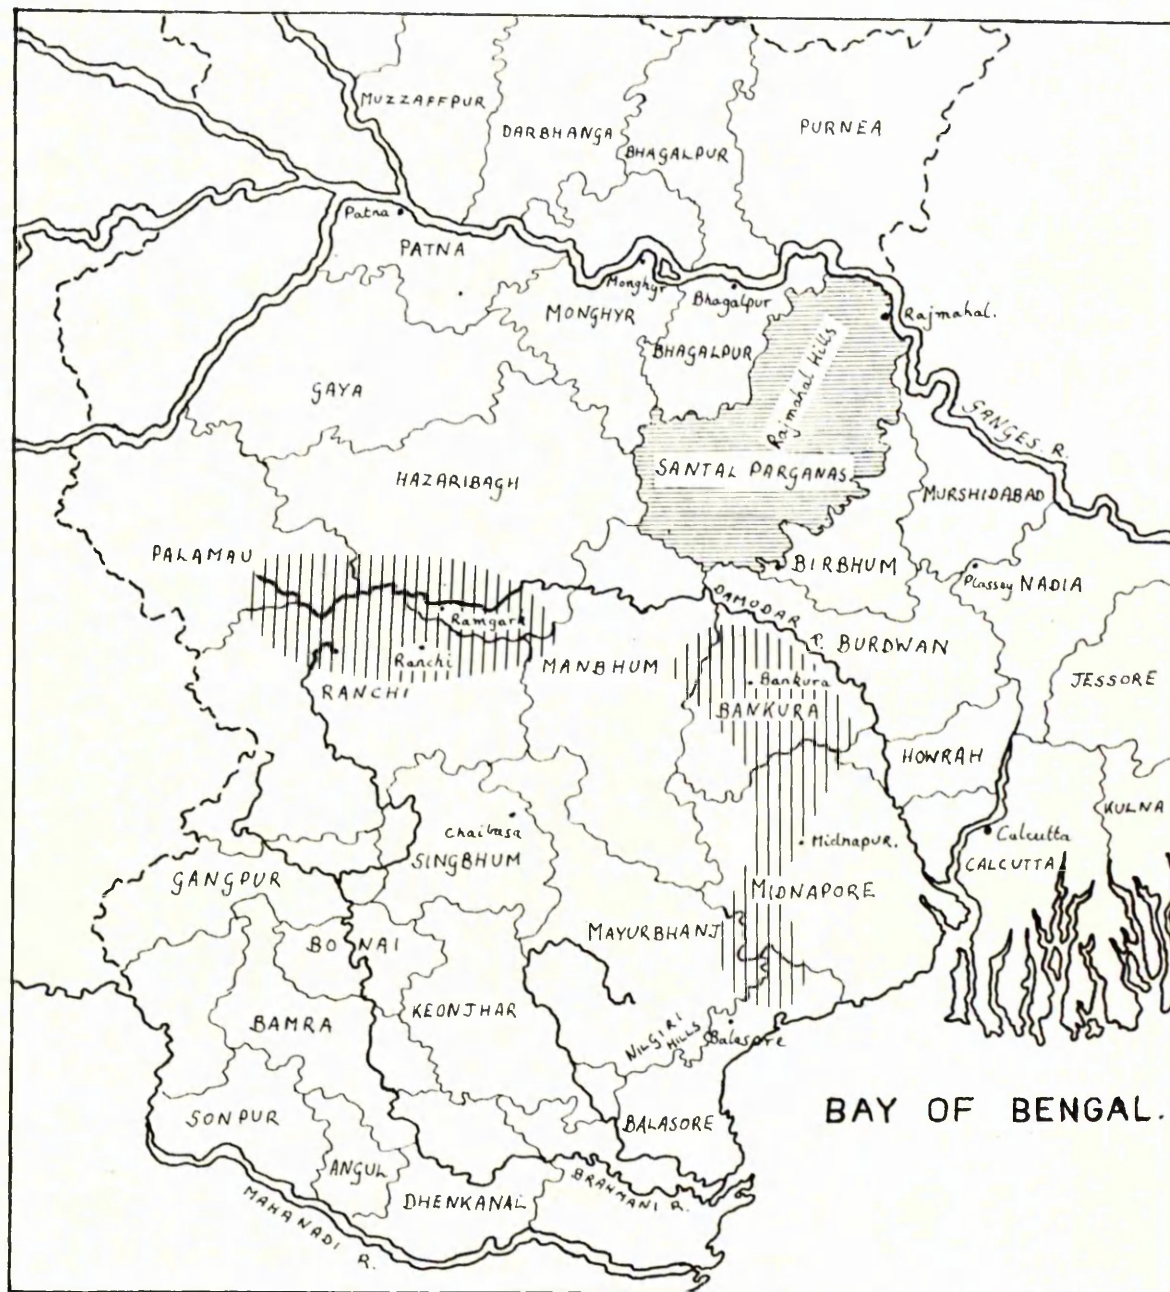 MUZZAFFPUR
DARBHANGA
BHAGALPUR
PURNEA
Patna
PATNA
Monghyr
Bhagalpur
MONGHYR
Rajmahal.
BHAGALPUR
Rajmahal Hills
GAYA
GANGES. R.
HAZARIBAGH
SANTAL PARGANAS.
MURSHIDABAD
PALAMAU
BIRBHUM
Plassey
NADIA
DAMUDAR R.
Ramgarh
BURDWAN
Ranchi
MANBHUM
RANCHI
Bankura
BANKURA
JESSORE
HOWRAH
KULNA
Chaibasa
SINGBHUM
Midnapur.
Calcutta
CALCUTTA
GANGPUR
MIDNAPORE
MAYURBHANJ
BONAI
KEONJHAR
BAMRA
NILGIRI
HILLS
Balasore
SONPUR
BALASORE
BAY OF BENGAL.
ANGUL
DHENKANAL
BRAHMANI R.
MAHANADI R.